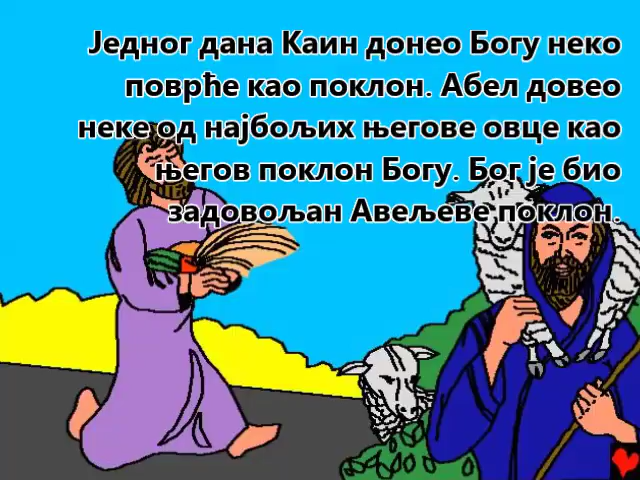 Једног дана Каин донео Богу неко
поврће као поклон. Абел довео
неке од најбољих његове овце као
његов поклон Богу. Бог је био
задовољан Авељеве поклон.